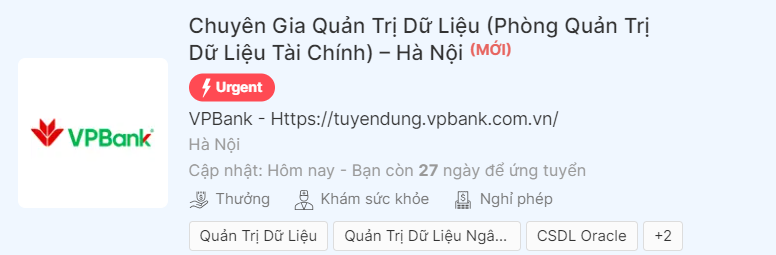 Chuyên Gia Quản Trị Dữ Liệu (Phòng Quản Trị
Dữ Liệu Tài Chính) – Hà Nội (MỚI)
Urgent
VPBank
VPBank - Https://tuyendung.vpbank.com.vn/
Hà Nội
Cập nhật: Hôm nay - Bạn còn 27 ngày để ứng tuyển
Thưởng Khám sức khỏe Nghỉ phép
Quản Trị Dữ Liệu Quản Trị Dữ Liệu Ngâ... CSDL Oracle +2